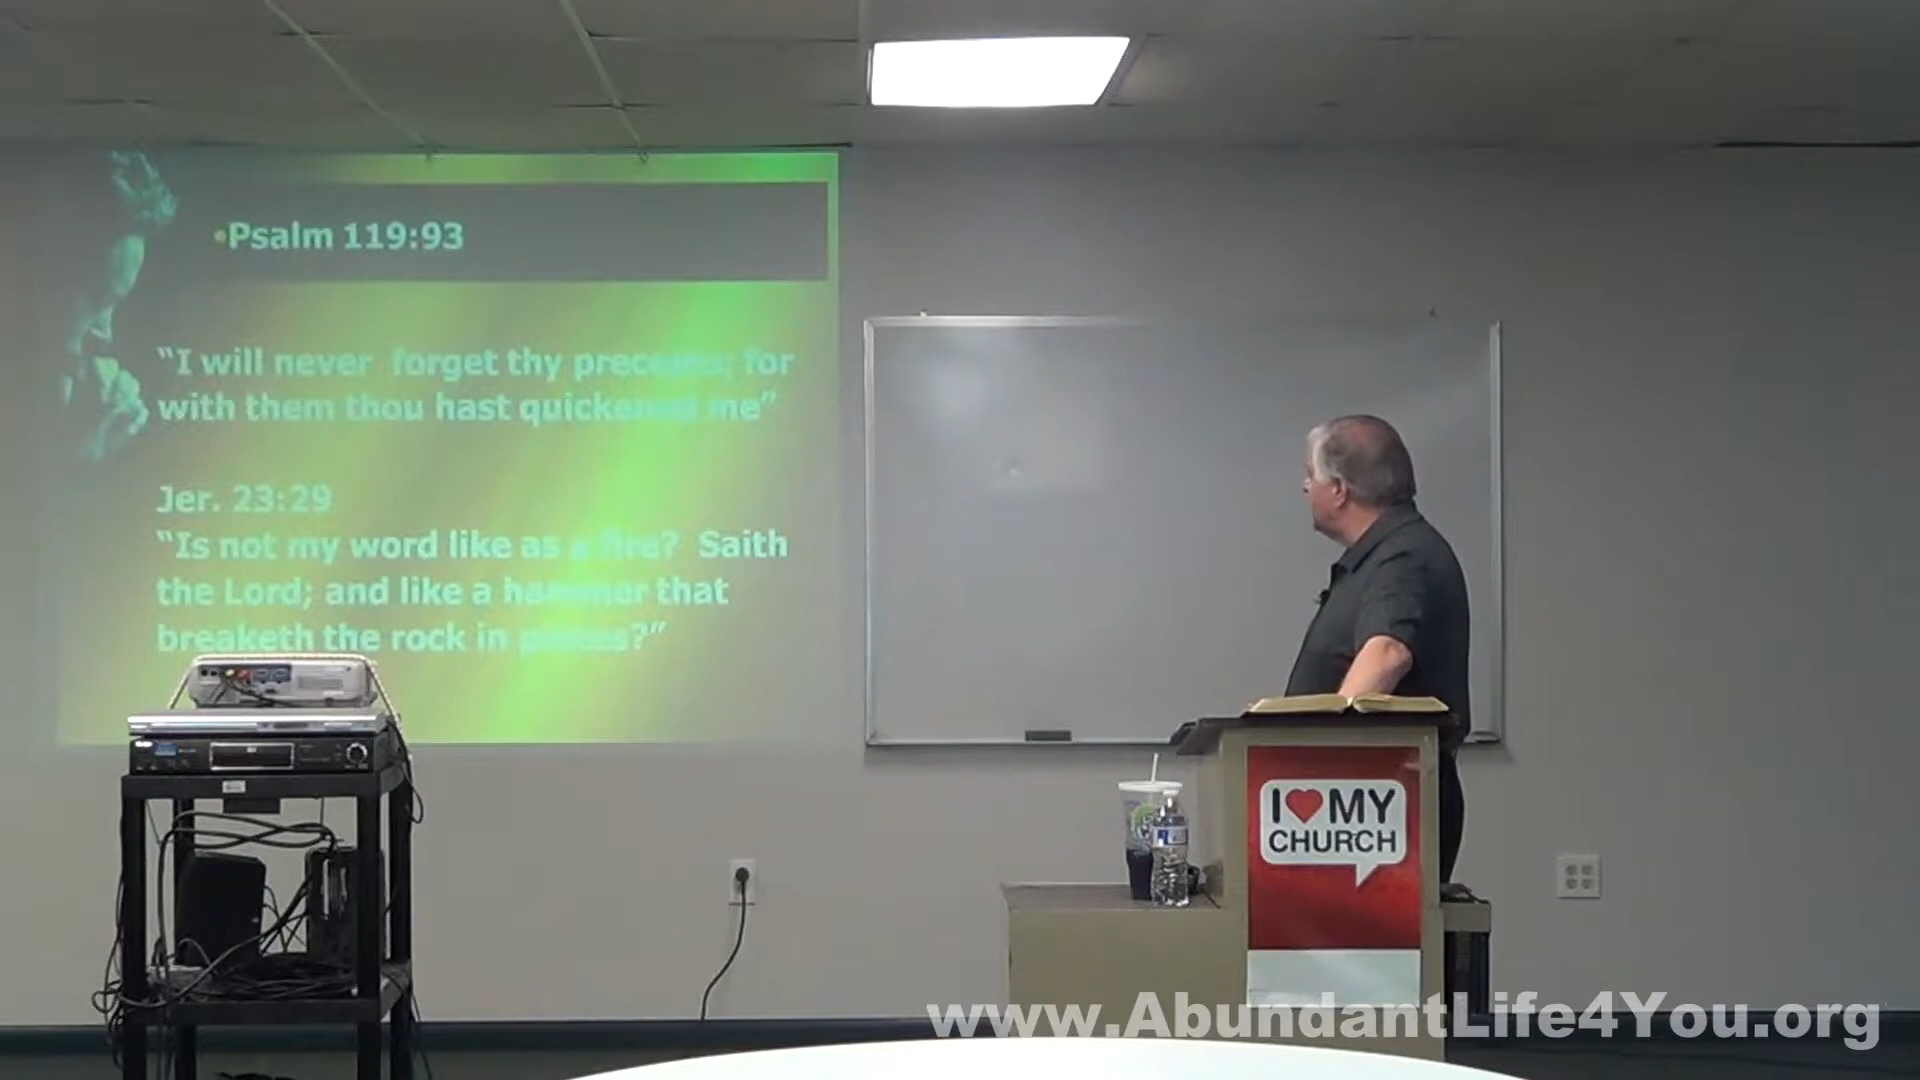 •Psalm 119:93
“I will never forget thy precepts; for
with them thou hast quickened me”
Jer. 23:29
“Is not my word like as a fire? Saith
the Lord; and like a hammer that
breaketh the rock in pieces?”
I ❤ MY
CHURCH
www.AbundantLife4You.org